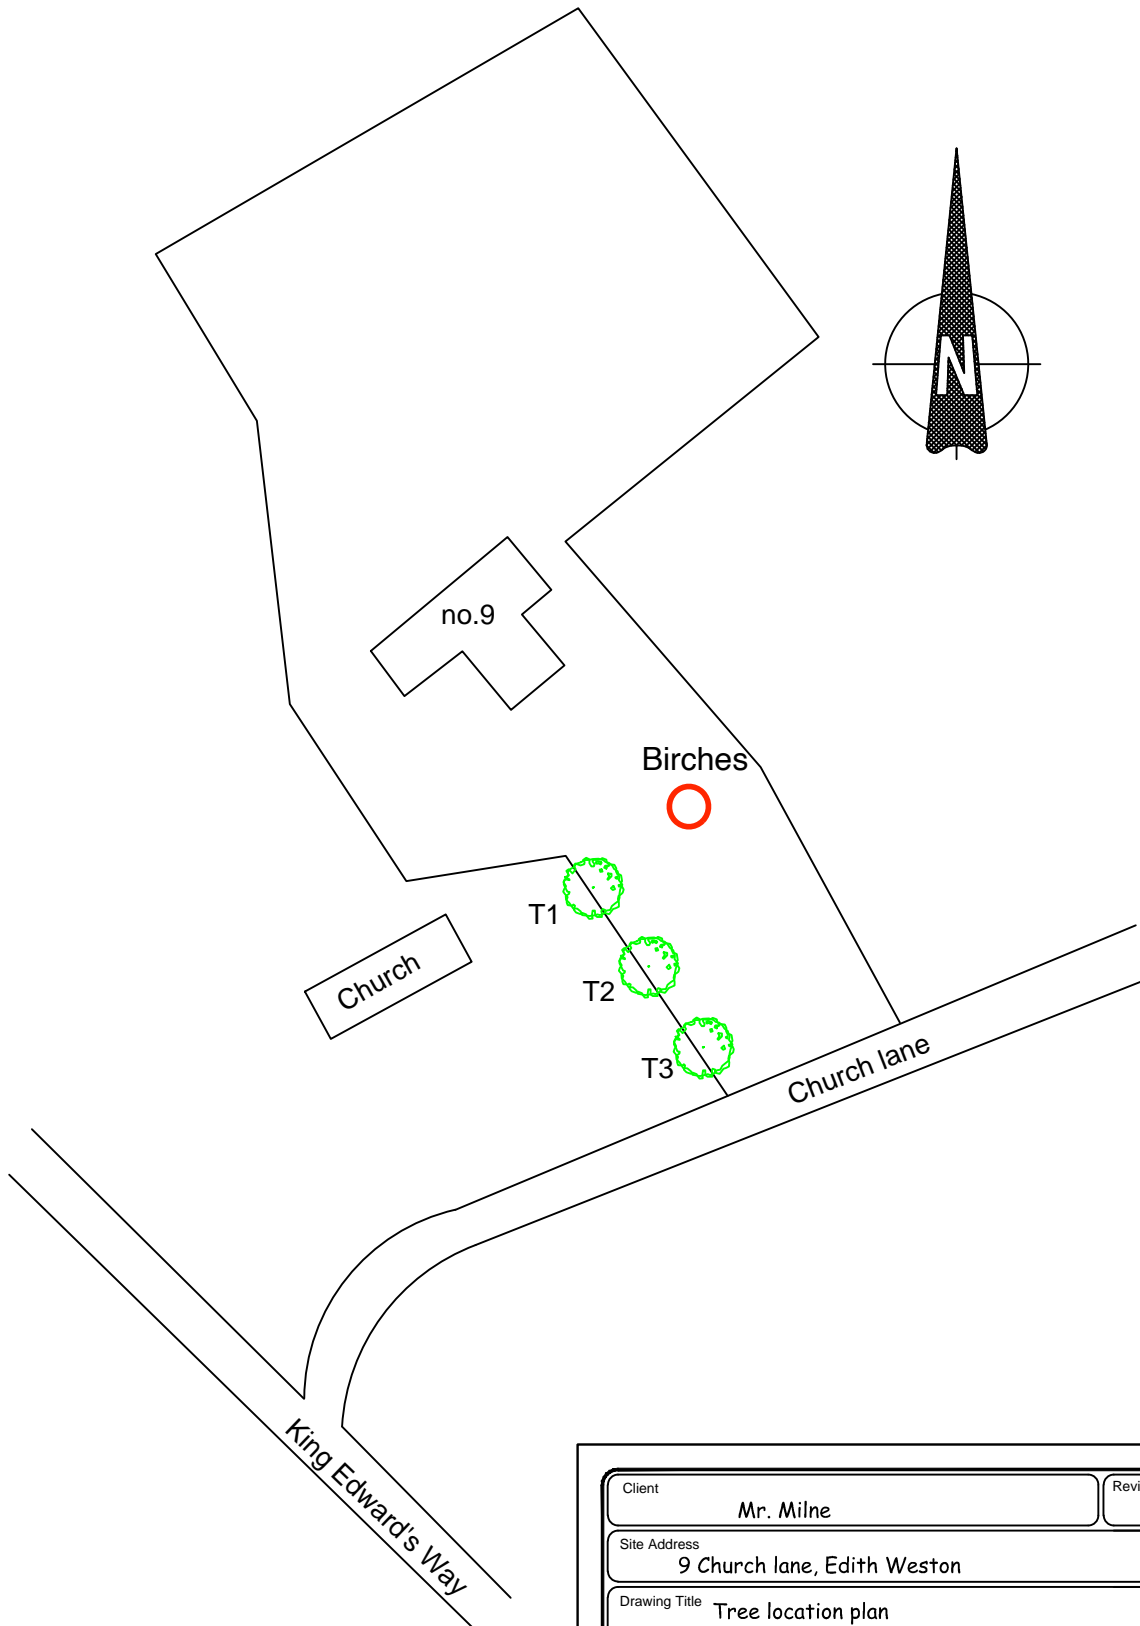 N
no.9
Birches
T1
Church
T2
T3
Church lane
King Edward's Way
Client
Mr. Milne
Revi
Site Address
9 Church lane, Edith Weston
Drawing Title
Tree location plan